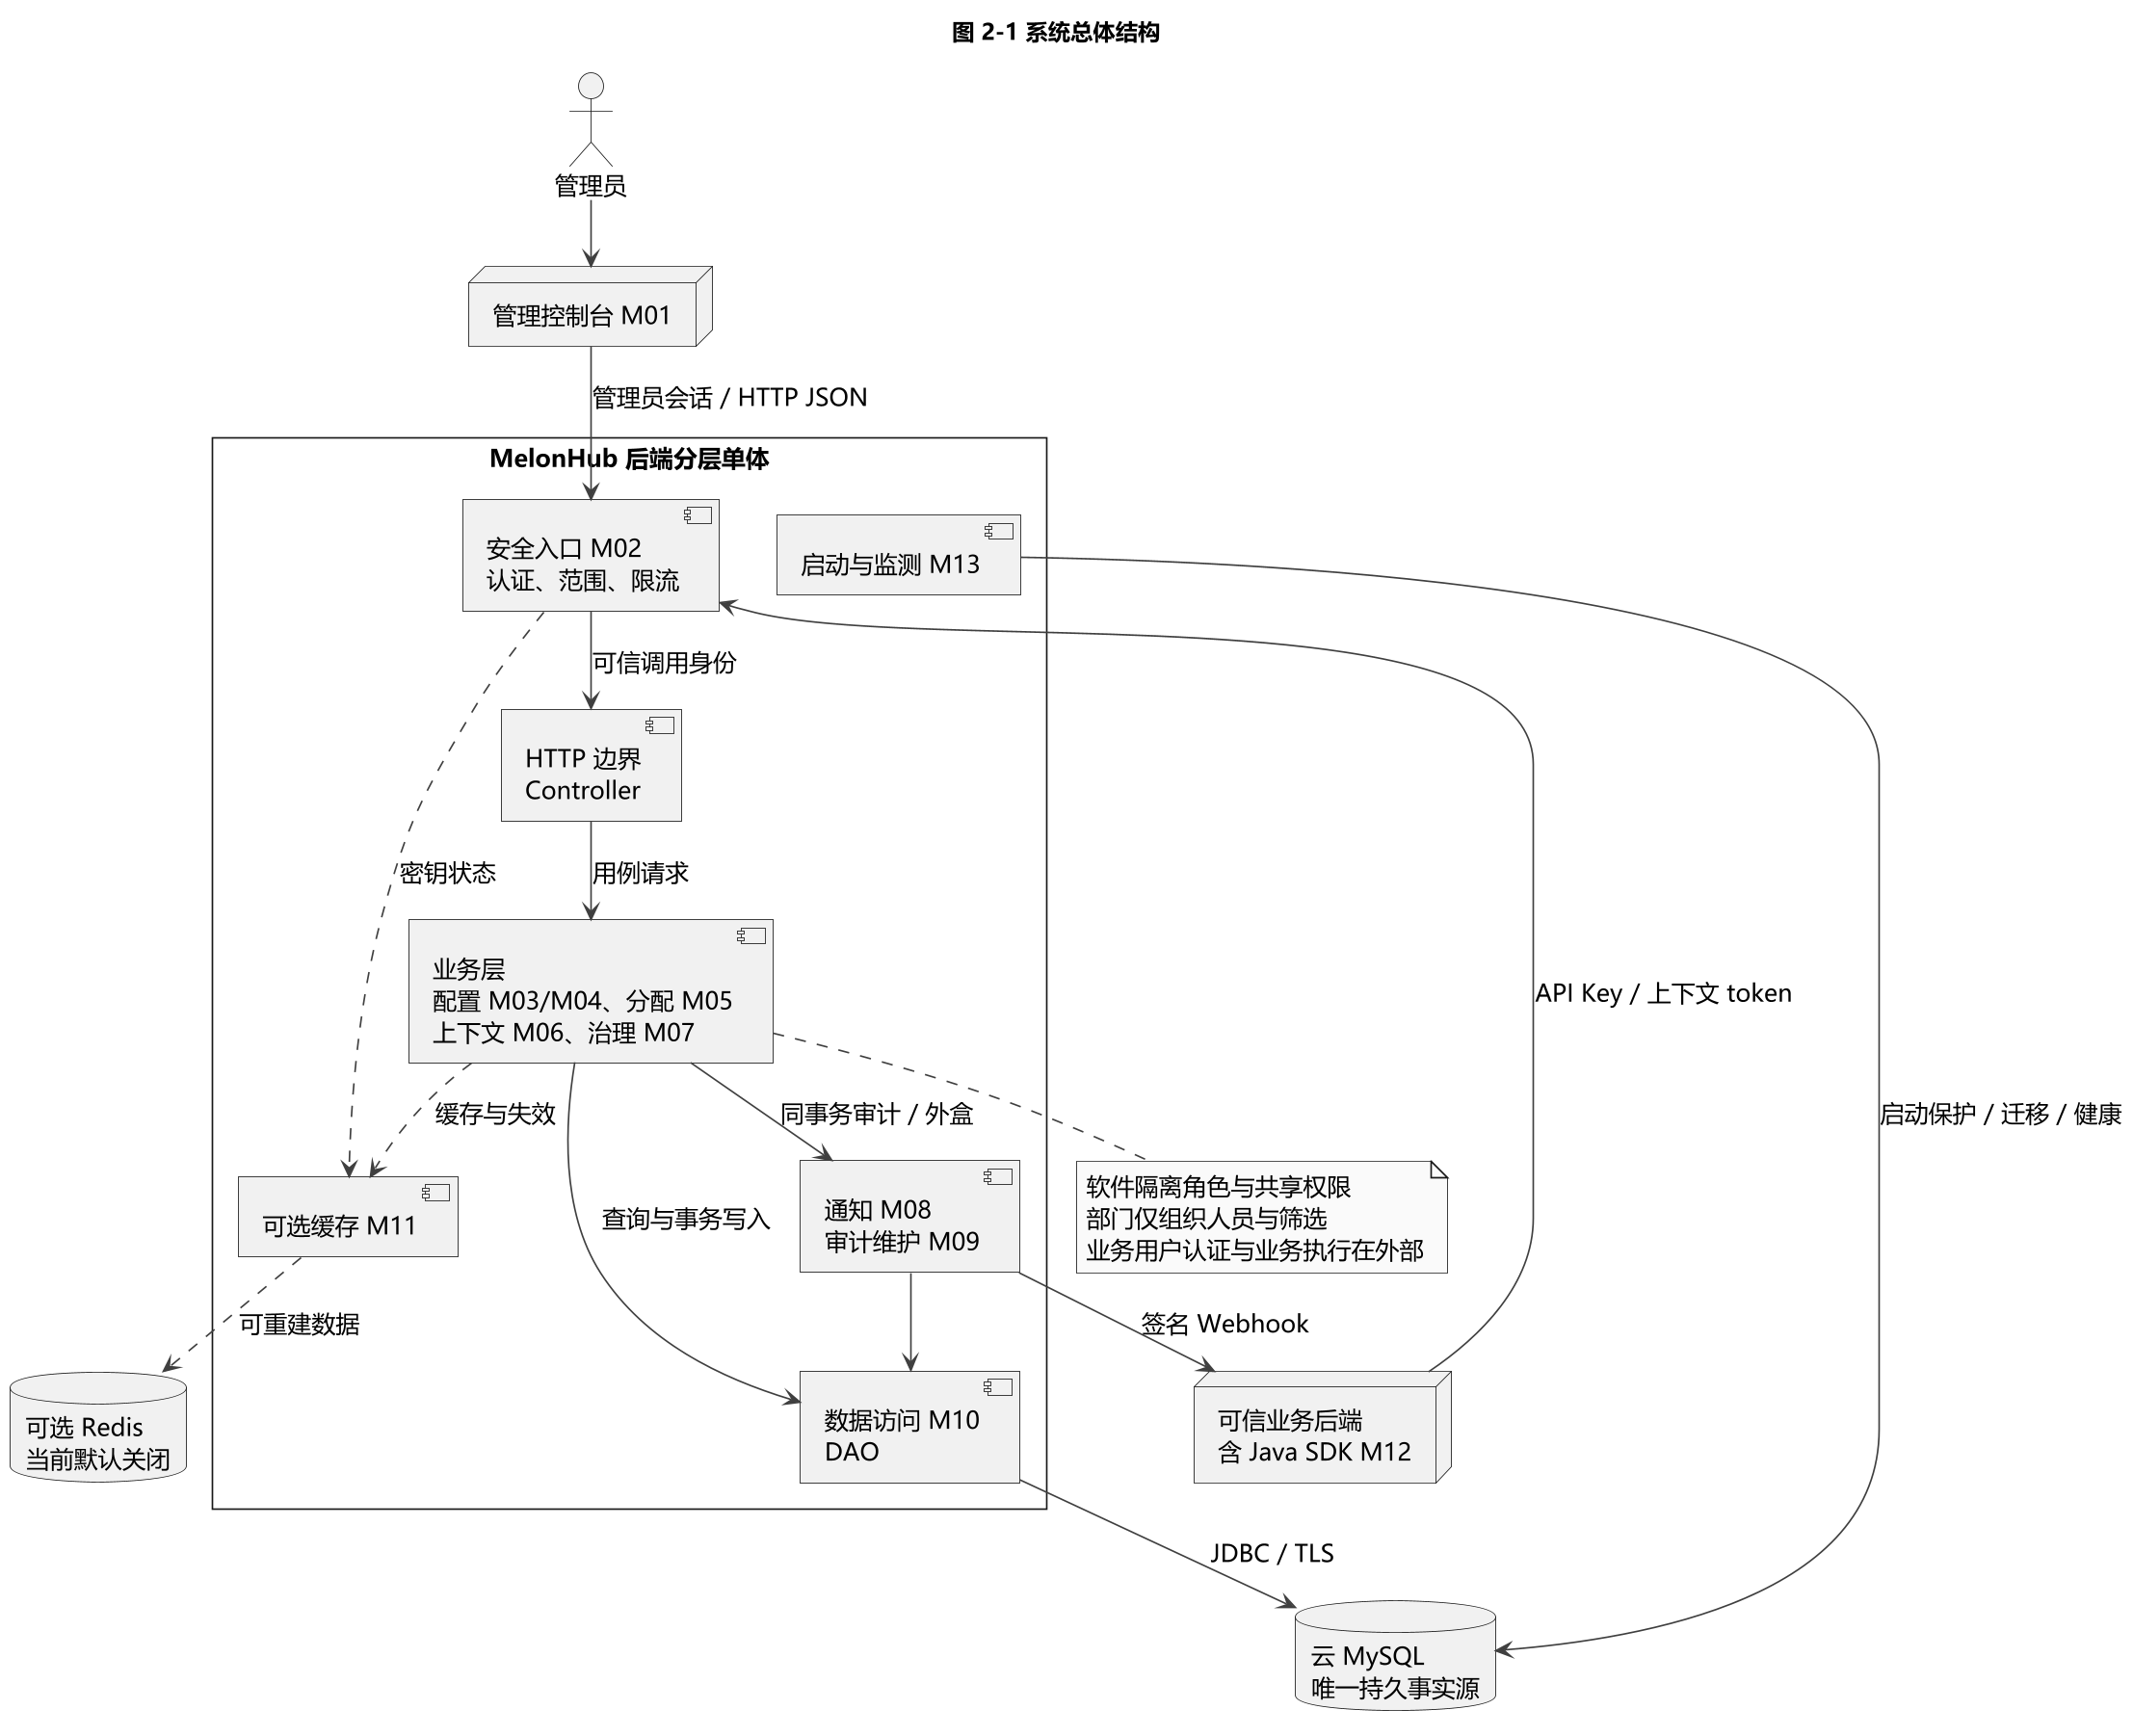 图 2-1 系统总体结构
管理员
管理控制台 M01
管理员会话 / HTTP JSON
MelonHub 后端分层单体
安全入口 M02
认证、范围、限流
启动与监测 M13
可信调用身份
HTTP 边界
Controller
密钥状态
用例请求
业务层
配置 M03/M04、分配 M05
上下文 M06、治理 M07
API Key / 上下文 token
缓存与失效
同事务审计 / 外盒
启动保护 / 迁移 / 健康
可选缓存 M11
查询与事务写入
通知 M08
审计维护 M09
软件隔离角色与共享权限
部门仅组织人员与筛选
业务用户认证与业务执行在外部
可重建数据
签名 Webhook
可选 Redis
当前默认关闭
数据访问 M10
DAO
可信业务后端
含 Java SDK M12
JDBC / TLS
云 MySQL
唯一持久事实源